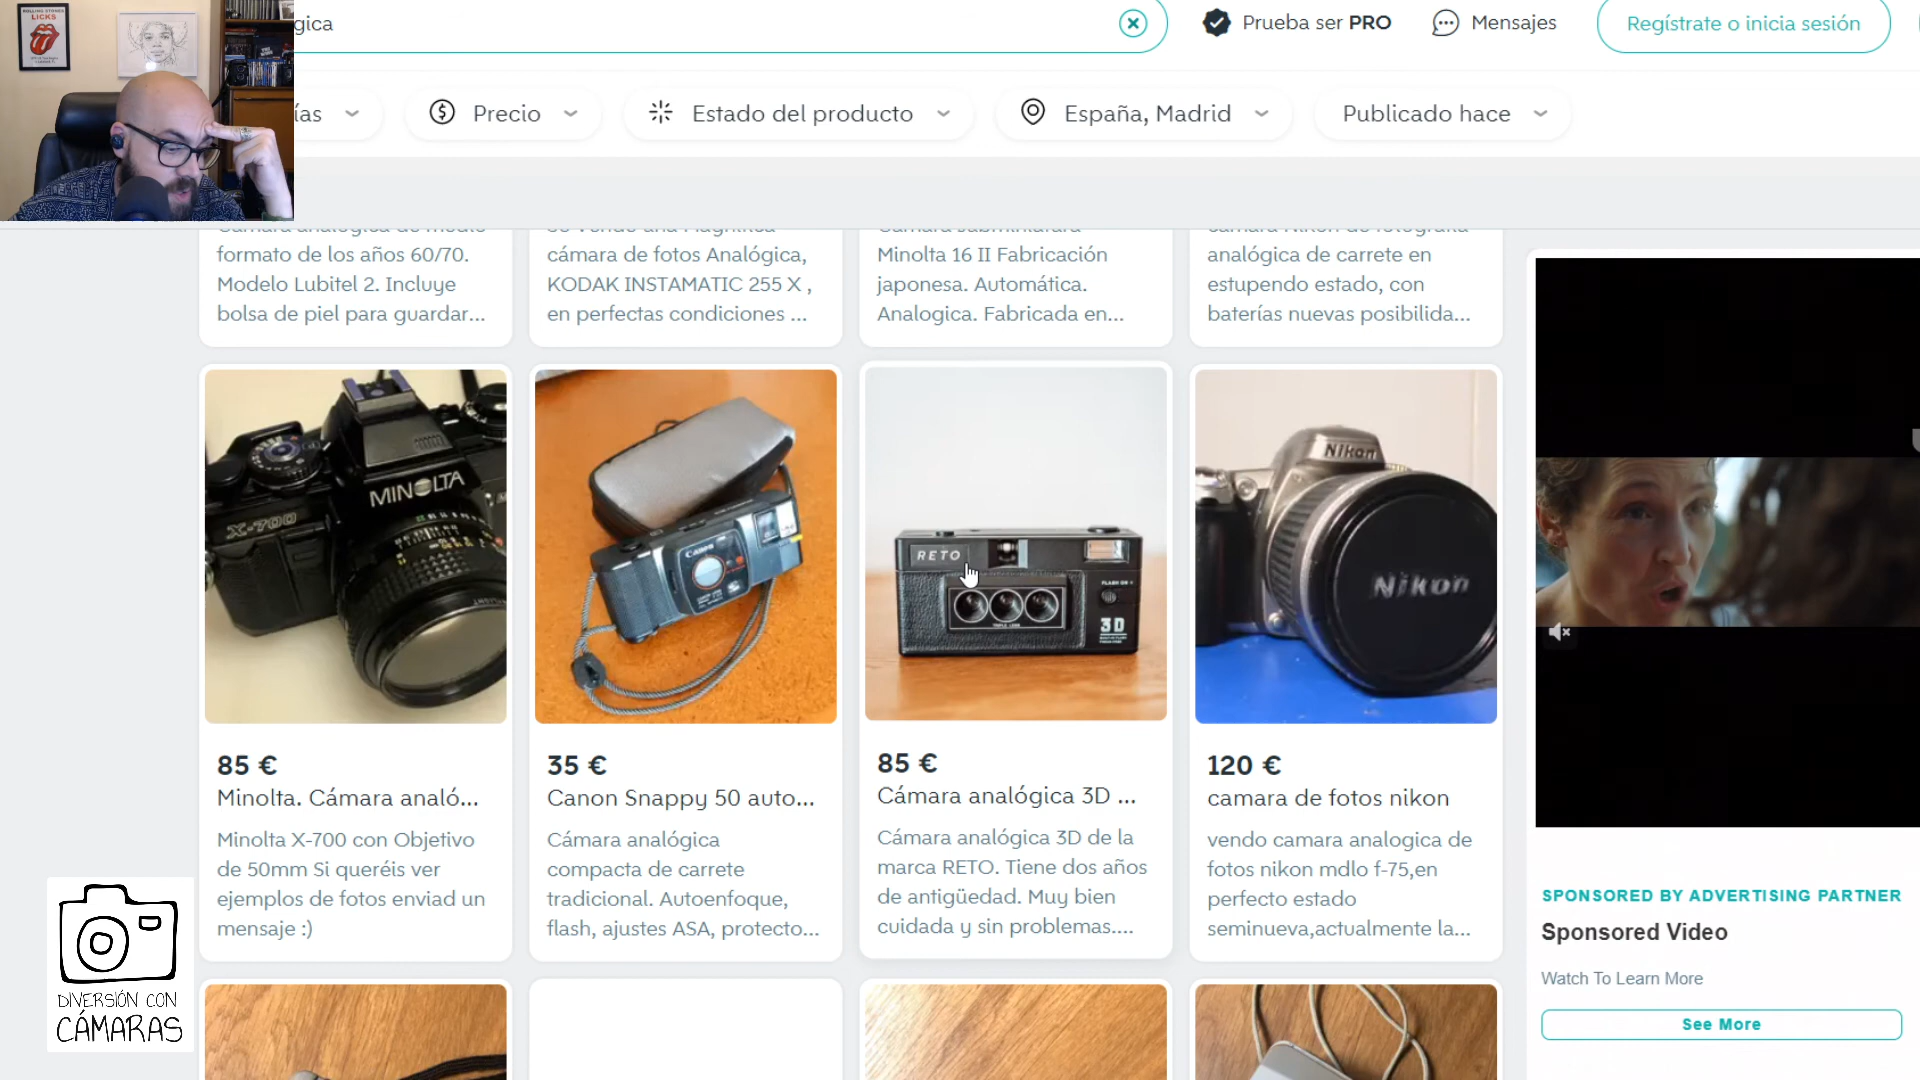 ROLLING STONES
LICKS
gica
Prueba ser PRO
Mensajes
Regístrate o inicia sesión
ías
Precio
Estado del producto
España, Madrid
Publicado hace
formato de los años 60/70.
Modelo Lubitel 2. Incluye
bolsa de piel para guardar...
cámara de fotos Analógica,
KODAK INSTAMATIC 255 X ,
en perfectas condiciones ...
Minolta 16 II Fabricación
japonesa. Automática.
Analogica. Fabricada en...
analógica de carrete en
estupendo estado, con
baterías nuevas posibilida...
MINOLTA
X-700
Canon
RETO
FLASH ON
TRIPLE LENS
3D
Nikon
Nikon
85 €
Minolta. Cámara analó...
Minolta X-700 con Objetivo
de 50mm Si queréis ver
ejemplos de fotos enviad un
mensaje :)
35 €
Canon Snappy 50 auto...
Cámara analógica
compacta de carrete
tradicional. Autoenfoque,
flash, ajustes ASA, protecto...
85 €
Cámara analógica 3D ...
Cámara analógica 3D de la
marca RETO. Tiene dos años
de antigüedad. Muy bien
cuidada y sin problemas....
120 €
camara de fotos nikon
vendo camara analogica de
fotos nikon mdlo f-75,en
perfecto estado
seminueva,actualmente la...
SPONSORED BY ADVERTISING PARTNER
Sponsored Video
Watch To Learn More
See More
DIVERSIÓN CON
CÁMARAS